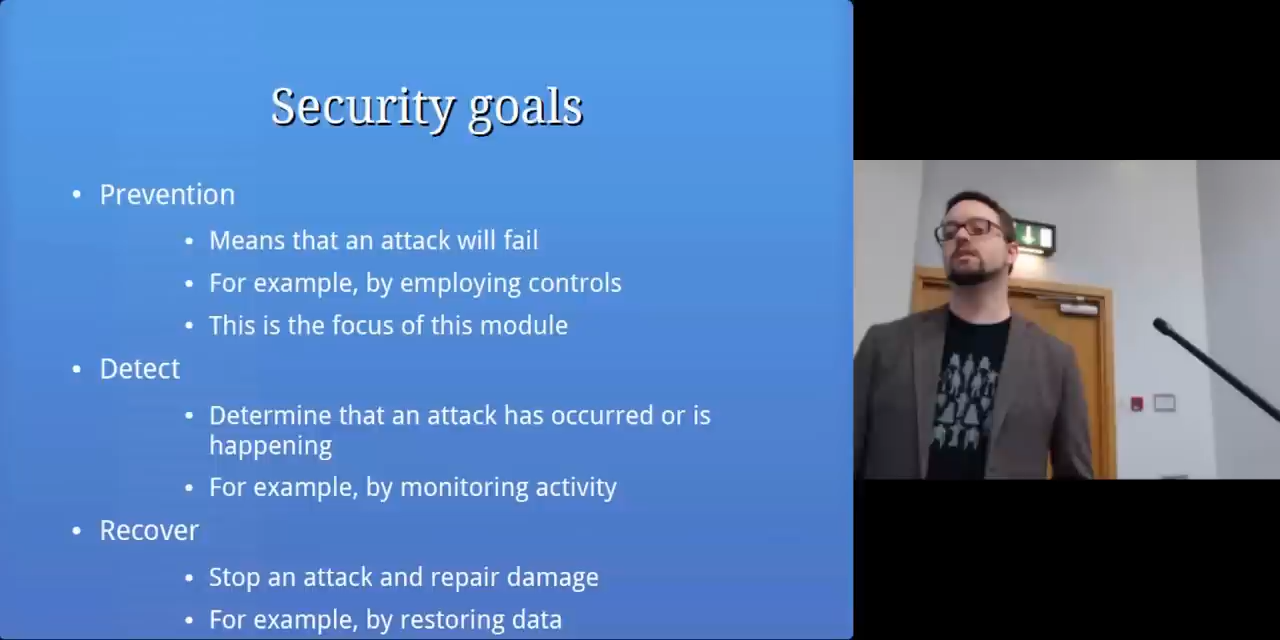 Security goals
• Prevention
• Means that an attack will fail
• For example, by employing controls
• This is the focus of this module
• Detect
• Determine that an attack has occurred or is
happening
• For example, by monitoring activity
• Recover
• Stop an attack and repair damage
• For example, by restoring data